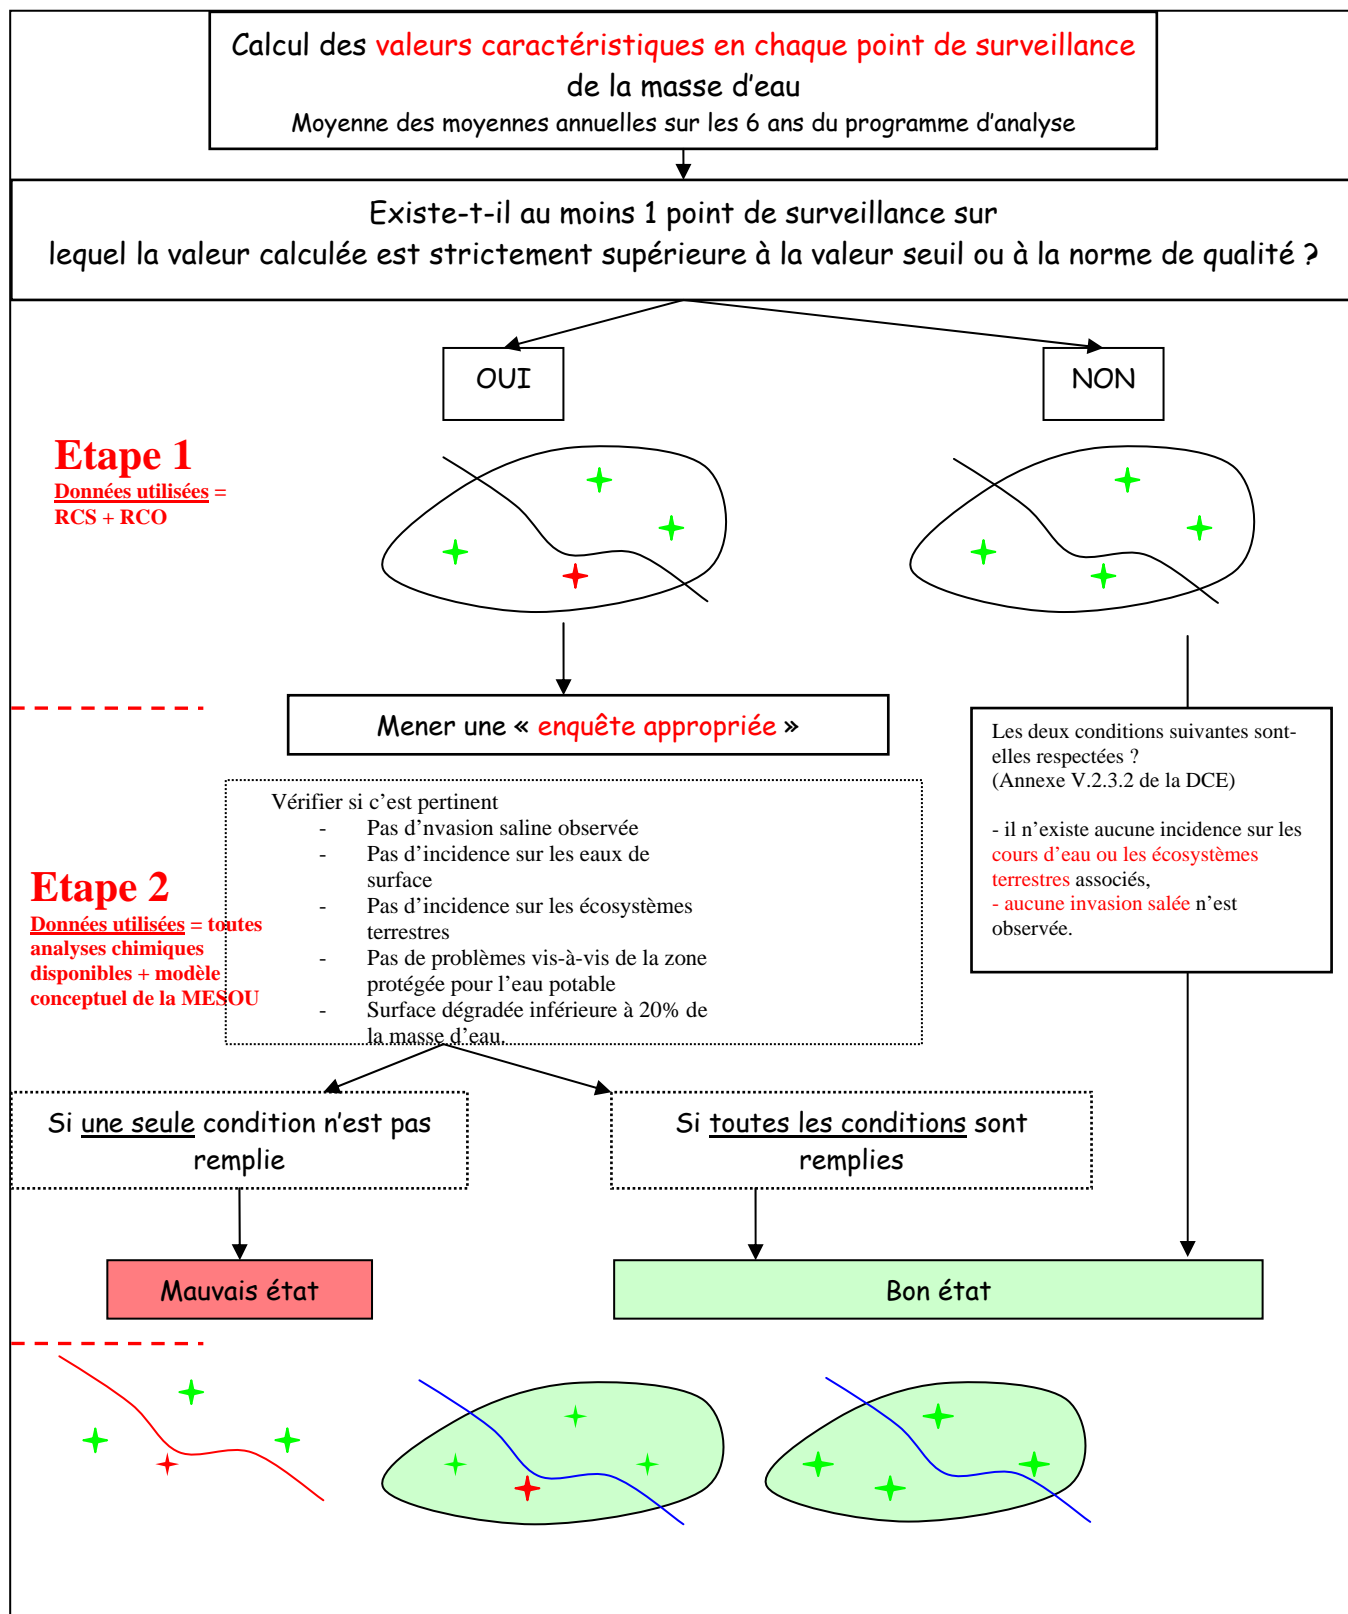 Calcul des valeurs caractéristiques en chaque point de surveillance
de la masse d'eau
Moyenne des moyennes annuelles sur les 6 ans du programme d'analyse
Existe-t-il au moins 1 point de surveillance sur
lequel la valeur calculée est strictement supérieure à la valeur seuil ou à la norme de qualité ?
OUI
NON
Etape 1
Données utilisées =
RCS + RCO
Mener une « enquête appropriée »
Les deux conditions suivantes sont-
elles respectées ?
(Annexe V.2.3.2 de la DCE)
- il n'existe aucune incidence sur les
cours d'eau ou les écosystèmes
terrestres associés,
- aucune invasion salée n'est
observée.
Vérifier si c'est pertinent
- Pas d'nvasion saline observée
- Pas d'incidence sur les eaux de
surface
- Pas d'incidence sur les écosystèmes
terrestres
- Pas de problèmes vis-à-vis de la zone
protégée pour l'eau potable
- Surface dégradée inférieure à 20% de
la masse d'eau.
Etape 2
Données utilisées = toutes
analyses chimiques
disponibles + modèle
conceptuel de la MESOU
Si une seule condition n'est pas
remplie
Si toutes les conditions sont
remplies
Mauvais état
Bon état